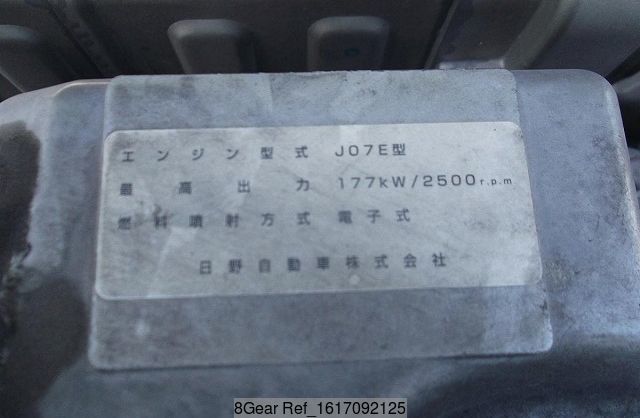 エンジン型式 J07E型
最高出力 177kW/2500r.p.m
燃料噴射方式 電子式
日野自動車株式会社
8Gear Ref_1617092125